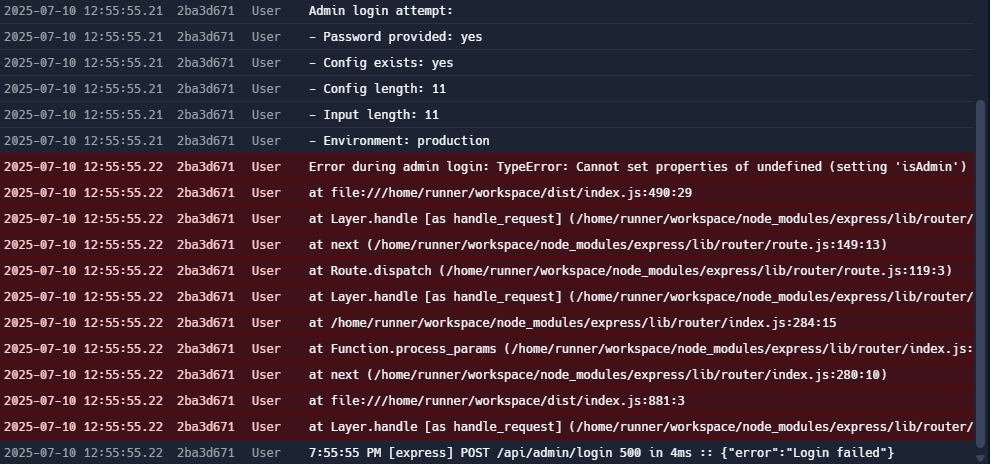 2025-07-10 12:55:55.21 2ba3d671 User Admin login attempt:
2025-07-10 12:55:55.21 2ba3d671 User - Password provided: yes
2025-07-10 12:55:55.21 2ba3d671 User - Config exists: yes
2025-07-10 12:55:55.21 2ba3d671 User - Config length: 11
2025-07-10 12:55:55.21 2ba3d671 User - Input length: 11
2025-07-10 12:55:55.21 2ba3d671 User - Environment: production
2025-07-10 12:55:55.22 2ba3d671 User Error during admin login: TypeError: Cannot set properties of undefined (setting 'isAdmin')
2025-07-10 12:55:55.22 2ba3d671 User at file:///home/runner/workspace/dist/index.js:490:29
2025-07-10 12:55:55.22 2ba3d671 User at Layer.handle [as handle_request] (/home/runner/workspace/node_modules/express/lib/router/
2025-07-10 12:55:55.22 2ba3d671 User at next (/home/runner/workspace/node_modules/express/lib/router/route.js:149:13)
2025-07-10 12:55:55.22 2ba3d671 User at Route.dispatch (/home/runner/workspace/node_modules/express/lib/router/route.js:119:3)
2025-07-10 12:55:55.22 2ba3d671 User at Layer.handle [as handle_request] (/home/runner/workspace/node_modules/express/lib/router/
2025-07-10 12:55:55.22 2ba3d671 User at /home/runner/workspace/node_modules/express/lib/router/index.js:284:15
2025-07-10 12:55:55.22 2ba3d671 User at Function.process_params (/home/runner/workspace/node_modules/express/lib/router/index.js:
2025-07-10 12:55:55.22 2ba3d671 User at next (/home/runner/workspace/node_modules/express/lib/router/index.js:280:10)
2025-07-10 12:55:55.22 2ba3d671 User at file:///home/runner/workspace/dist/index.js:881:3
2025-07-10 12:55:55.22 2ba3d671 User at Layer.handle [as handle_request] (/home/runner/workspace/node_modules/express/lib/router/
2025-07-10 12:55:55.22 2ba3d671 User 7:55:55 PM [express] POST /api/admin/login 500 in 4ms :: {"error":"Login failed"}